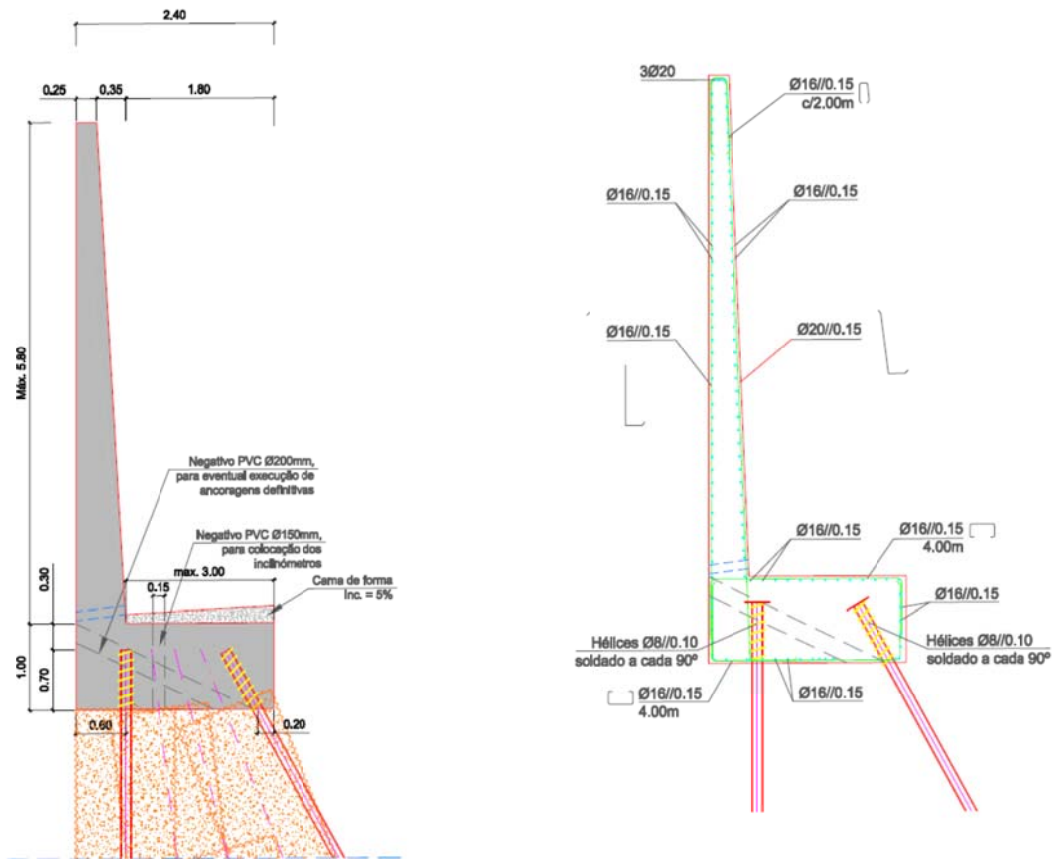 2.40
0.25
0.35
1.80
Máx. 5.80
Negativo PVC Ø200mm,
para eventual execução de
ancoragens definitivas
Negativo PVC Ø150mm,
para colocação dos
inclinómetros
max. 3.00
0.15
Cama de forma
Inc. = 5%
0.30
1.00
0.70
0.60
0.20
3Ø20
Ø16//0.15
c/2.00m
Ø16//0.15
Ø16//0.15
Ø16//0.15
Ø20//0.15
Ø16//0.15
Ø16//0.15
4.00m
Ø16//0.15
Hélices Ø8//0.10
soldado a cada 90º
Hélices Ø8//0.10
soldado a cada 90º
Ø16//0.15
4.00m
Ø16//0.15